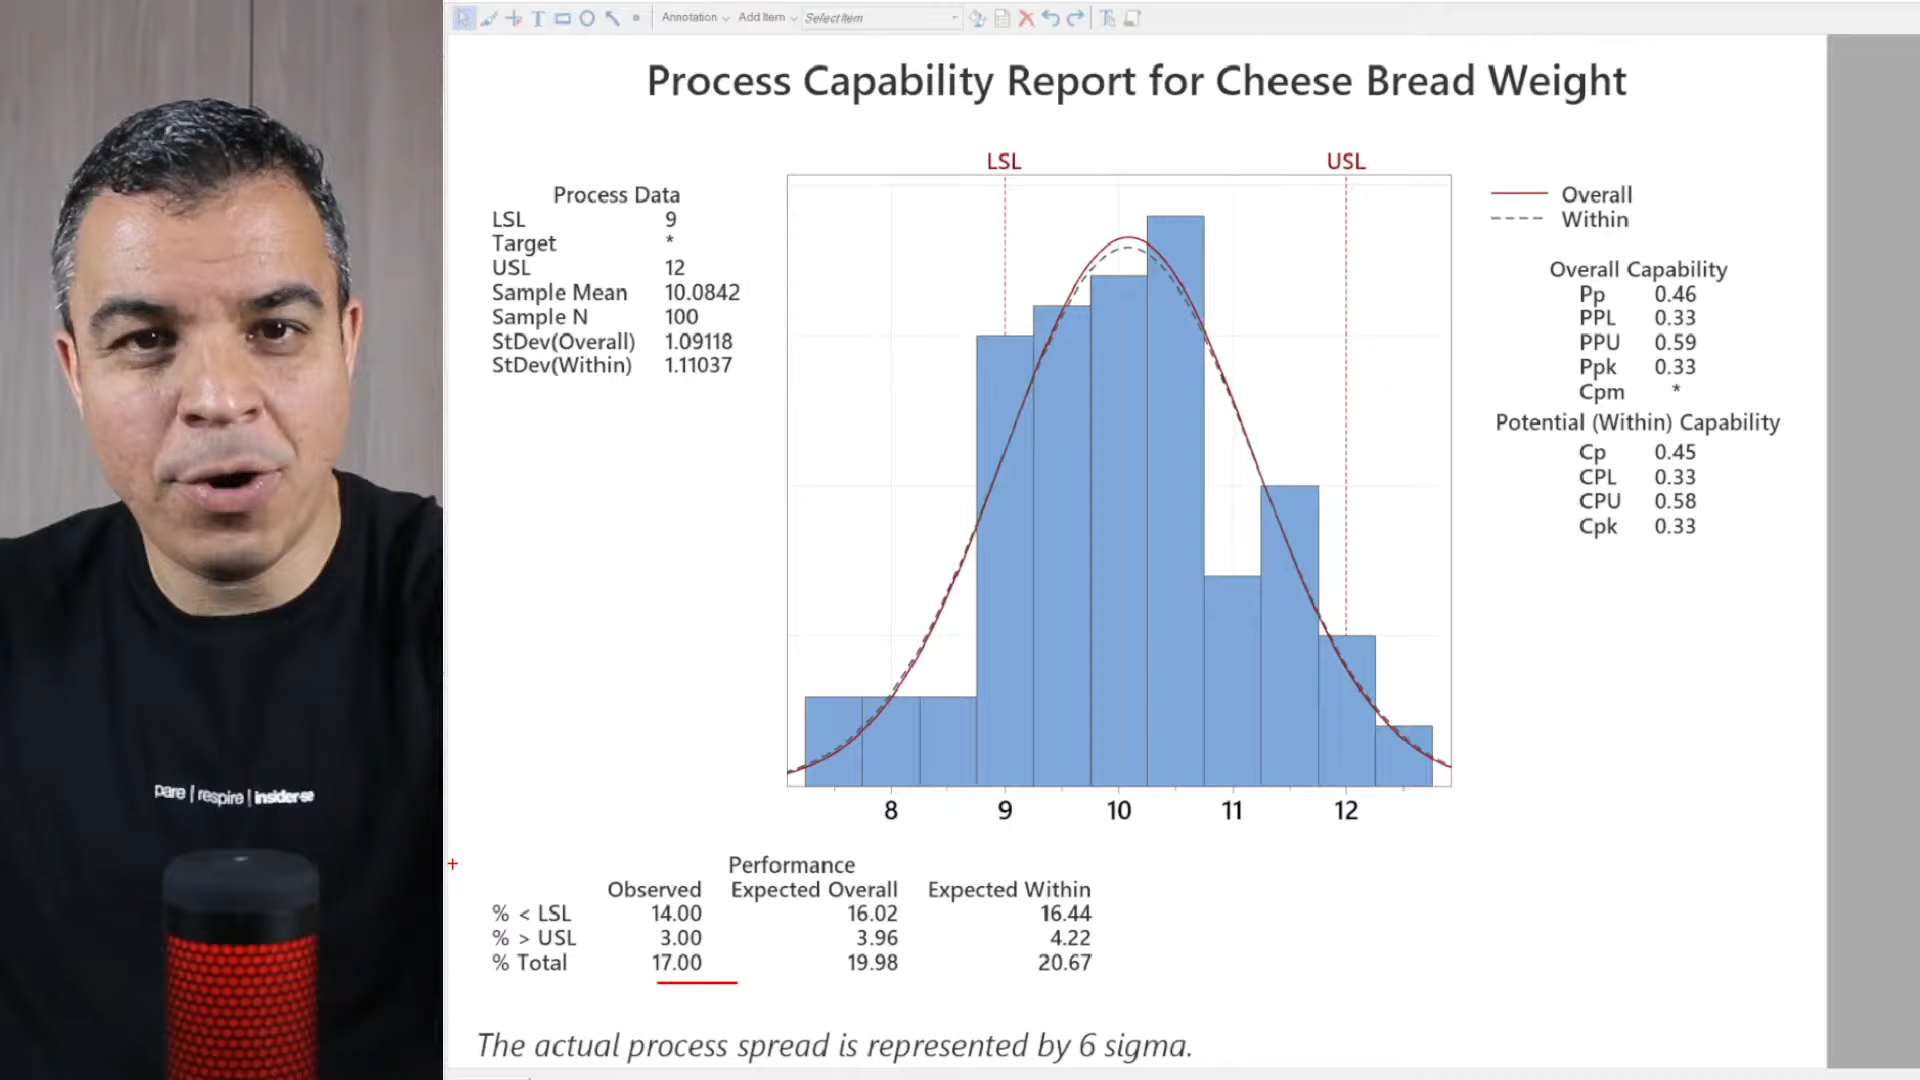 Annotation
Add Item
Select Item
Process Capability Report for Cheese Bread Weight
LSL
USL
Process Data
LSL 9
Target *
USL 12
Sample Mean 10.0842
Sample N 100
StDev(Overall) 1.09118
StDev(Within) 1.11037
Overall
Within
Overall Capability
Pp 0.46
PPL 0.33
PPU 0.59
Ppk 0.33
Cpm *
Potential (Within) Capability
Cp 0.45
CPL 0.33
CPU 0.58
Cpk 0.33
8 9 10 11 12
pare | respire | insider-se
Performance
Observed Expected Overall Expected Within
% < LSL 14.00 16.02 16.44
% > USL 3.00 3.96 4.22
% Total 17.00 19.98 20.67
The actual process spread is represented by 6 sigma.